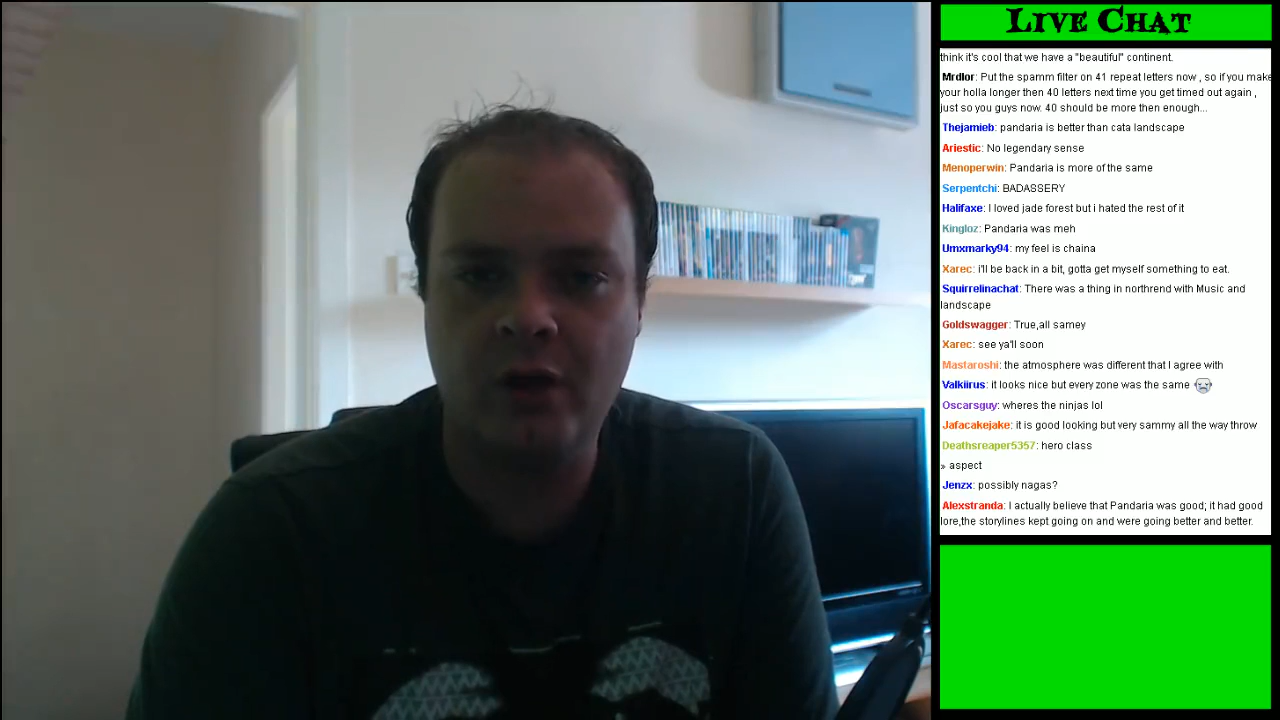 LIVE CHAT
think it's cool that we have a "beautiful" continent.
Mrdlor: Put the spamm filter on 41 repeat letters now , so if you make
your holla longer then 40 letters next time you get timed out again ,
just so you guys now. 40 should be more then enough...
Thejamieb: pandaria is better than cata landscape
Ariestic: No legendary sense
Menoperwin: Pandaria is more of the same
Serpentchi: BADASSERY
Halifaxe: I loved jade forest but i hated the rest of it
Kingloz: Pandaria was meh
Umxmarky94: my feel is chaina
Xarec: i'll be back in a bit, gotta get myself something to eat.
Squirrelinachat: There was a thing in northrend with Music and
landscape
Goldswagger: True,all samey
Xarec: see ya'll soon
Mastaroshi: the atmosphere was different that I agree with
Valkiirus: it looks nice but every zone was the same
Oscarsguy: wheres the ninjas lol
Jafacakejake: it is good looking but very sammy all the way throw
Deathsreaper5357: hero class
» aspect
Jenzx: possibly nagas?
Alexstranda: I actually believe that Pandaria was good; it had good
lore,the storylines kept going on and were going better and better.